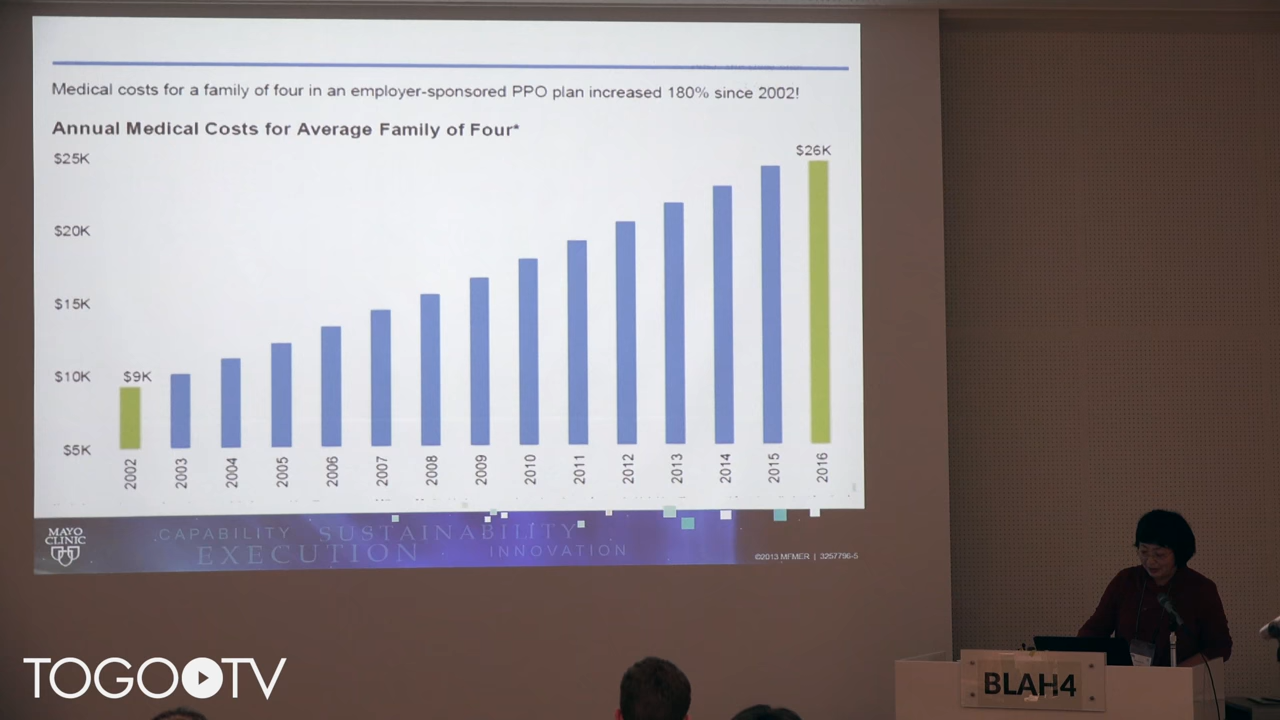 Medical costs for a family of four in an employer-sponsored PPO plan increased 180% since 2002!
Annual Medical Costs for Average Family of Four*
$25K
$20K
$15K
$10K
$5K
$9K
$26K
2002 2003 2004 2005 2006 2007 2008 2009 2010 2011 2012 2013 2014 2015 2016
MAYO
CLINIC
CAPABILITY SUSTAINABILITY
EXECUTION INNOVATION
©2013 MFMER | 3257796-5
TOGO TV
BLAH4